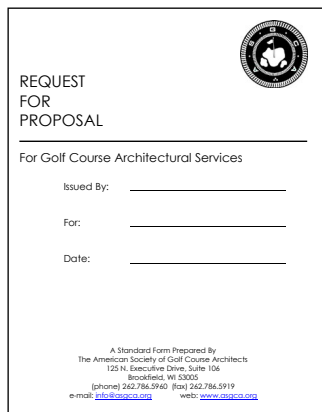 REQUEST
FOR
PROPOSAL
For Golf Course Architectural Services
Issued By:
For:
Date:
A Standard Form Prepared By
The American Society of Golf Course Architects
125 N. Executive Drive, Suite 106
Brookfield, WI 53005
(phone) 262.786.5960 (fax) 262.786.5919
e-mail: info@asgca.org web: www.asgca.org